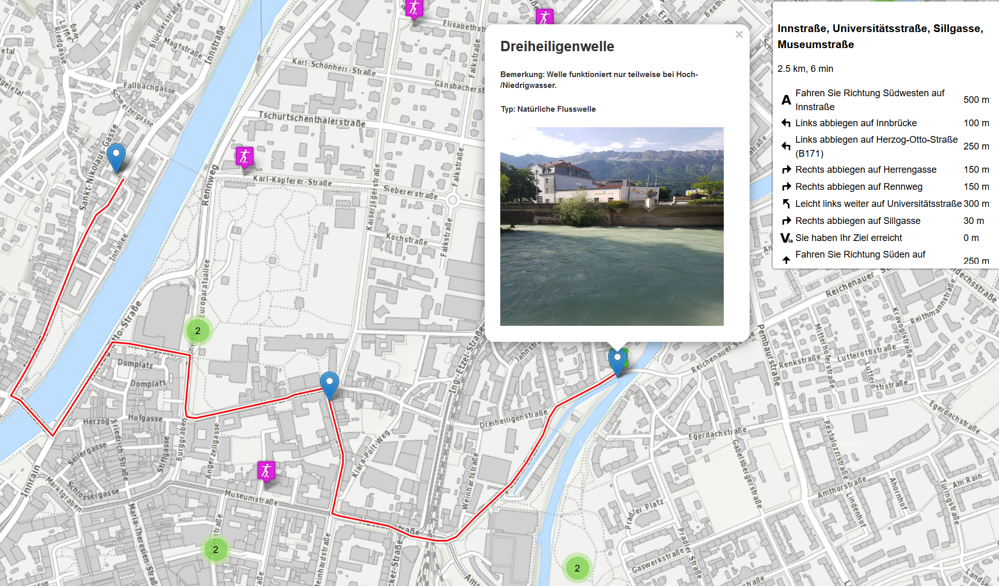 Innstraße, Universitätsstraße, Sillgasse,
Museumstraße
2.5 km, 6 min
A Fahren Sie Richtung Südwesten auf
Innstraße 500 m
Links abbiegen auf Innbrücke 100 m
Links abbiegen auf Herzog-Otto-Straße
(B171) 250 m
Rechts abbiegen auf Herrengasse 150 m
Rechts abbiegen auf Rennweg 150 m
Leicht links weiter auf Universitätsstraße 300 m
Rechts abbiegen auf Sillgasse 30 m
Via Sie haben Ihr Ziel erreicht 0 m
Fahren Sie Richtung Süden auf
250 m
×
Dreiheiligenwelle
Bemerkung: Welle funktioniert nur teilweise bei Hoch-
/Niedrigwasser.
Typ: Natürliche Flusswelle
Riedgasse
Blücherstraße
Magtstraße
Innstraße
Fallbachgasse
Schmelzergasse
Sankt-Nikolaus-Gasse
Innallee
Karl-Schönherr-Straße
Elisabethst
Falkstraße
Gänsbacherst
Tschurtschenthalerstraße
Rennweg
Karl-Kapferer-Straße
Siebererstraße
Falkstraße
Kaiserjägerstraße
Kochstraße
Falkstraße
Europaratsallee
2
tto-Straße
Domplatz
Domplatz
Hofgasse
Herzog-Friedrich-Straße
Stiftgasse
Burggraben
Angerzellgasse
Seilergasse
Schlossergasse
Marktgraben
Innrain
Maria-Theresien-Straße
Museumstraße
2
Klara-Pölt-Weg
Ing.-Etzel-Straße
Jahnstr
Dreiheiligenstraße
Weinhartstraße
2
Reichenauer Straße
Reichenauer
Pembaurstraße
Renkstraße
Mitterhoferstraße
Lutterottistraße
Lutterottistraße
Kravoglstraße
Reithmannstraße
Egerdachstraße
Egerdachstraße
Gabelsbergerstraße
Pestalozzistraße
Amthorstraße
Lindenhof
Ahornhof
Türingstraße
Am Rain
Pradler Platz
Pradler-Straße
Gaswerkstraße